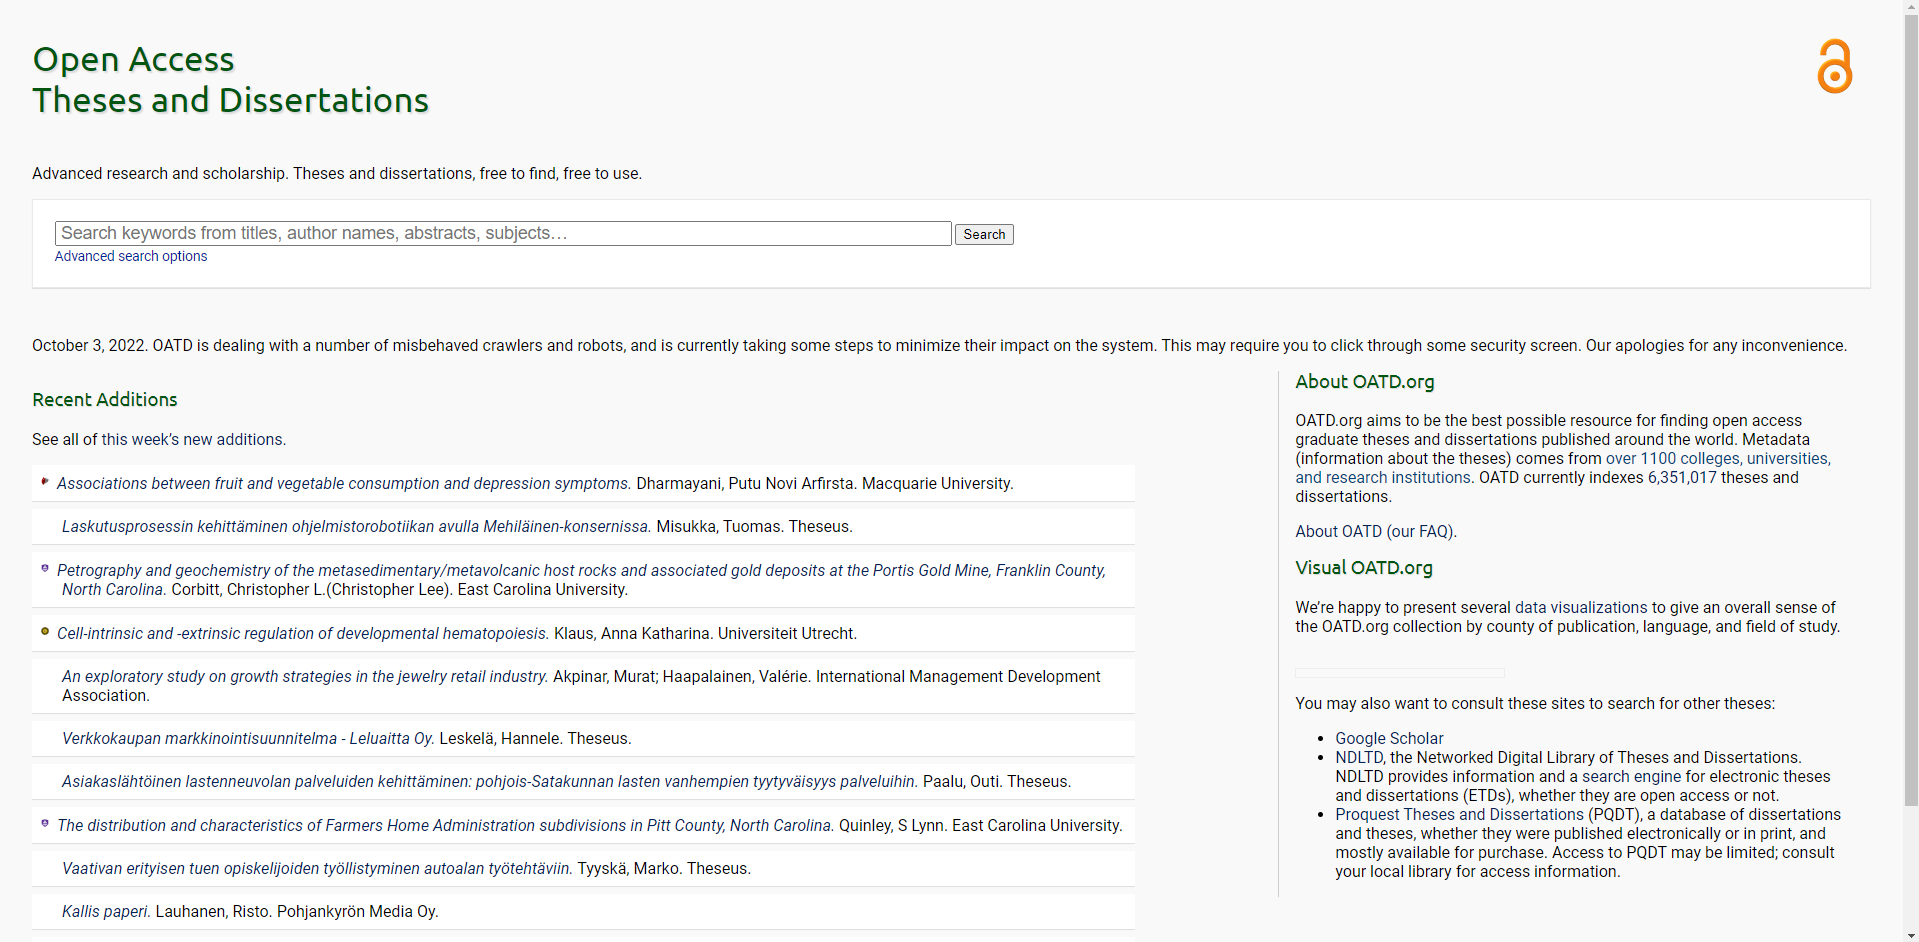 Open Access
Theses and Dissertations
Advanced research and scholarship. Theses and dissertations, free to find, free to use.
Search keywords from titles, author names, abstracts, subjects…
Search
Advanced search options
October 3, 2022. OATD is dealing with a number of misbehaved crawlers and robots, and is currently taking some steps to minimize their impact on the system. This may require you to click through some security screen. Our apologies for any inconvenience.
Recent Additions
See all of this week’s new additions.
Associations between fruit and vegetable consumption and depression symptoms. Dharmayani, Putu Novi Arfirsta. Macquarie University.
Laskutusprosessin kehittäminen ohjelmistorobotiikan avulla Mehiläinen-konsernissa. Misukka, Tuomas. Theseus.
Petrography and geochemistry of the metasedimentary/metavolcanic host rocks and associated gold deposits at the Portis Gold Mine, Franklin County,
North Carolina. Corbitt, Christopher L.(Christopher Lee). East Carolina University.
Cell-intrinsic and -extrinsic regulation of developmental hematopoiesis. Klaus, Anna Katharina. Universiteit Utrecht.
An exploratory study on growth strategies in the jewelry retail industry. Akpinar, Murat; Haapalainen, Valérie. International Management Development
Association.
Verkkokaupan markkinointisuunnitelma - Leluaitta Oy. Leskelä, Hannele. Theseus.
Asiakaslähtöinen lastenneuvolan palveluiden kehittäminen: pohjois-Satakunnan lasten vanhempien tyytyväisyys palveluihin. Paalu, Outi. Theseus.
The distribution and characteristics of Farmers Home Administration subdivisions in Pitt County, North Carolina. Quinley, S Lynn. East Carolina University.
Vaativan erityisen tuen opiskelijoiden työllistyminen autoalan työtehtäviin. Tyyskä, Marko. Theseus.
Kallis paperi. Lauhanen, Risto. Pohjankyrön Media Oy.
About OATD.org
OATD.org aims to be the best possible resource for finding open access
graduate theses and dissertations published around the world. Metadata
(information about the theses) comes from over 1100 colleges, universities,
and research institutions. OATD currently indexes 6,351,017 theses and
dissertations.
About OATD (our FAQ).
Visual OATD.org
We’re happy to present several data visualizations to give an overall sense of
the OATD.org collection by county of publication, language, and field of study.
You may also want to consult these sites to search for other theses:
• Google Scholar
• NDLTD, the Networked Digital Library of Theses and Dissertations.
NDLTD provides information and a search engine for electronic theses
and dissertations (ETDs), whether they are open access or not.
• Proquest Theses and Dissertations (PQDT), a database of dissertations
and theses, whether they were published electronically or in print, and
mostly available for purchase. Access to PQDT may be limited; consult
your local library for access information.